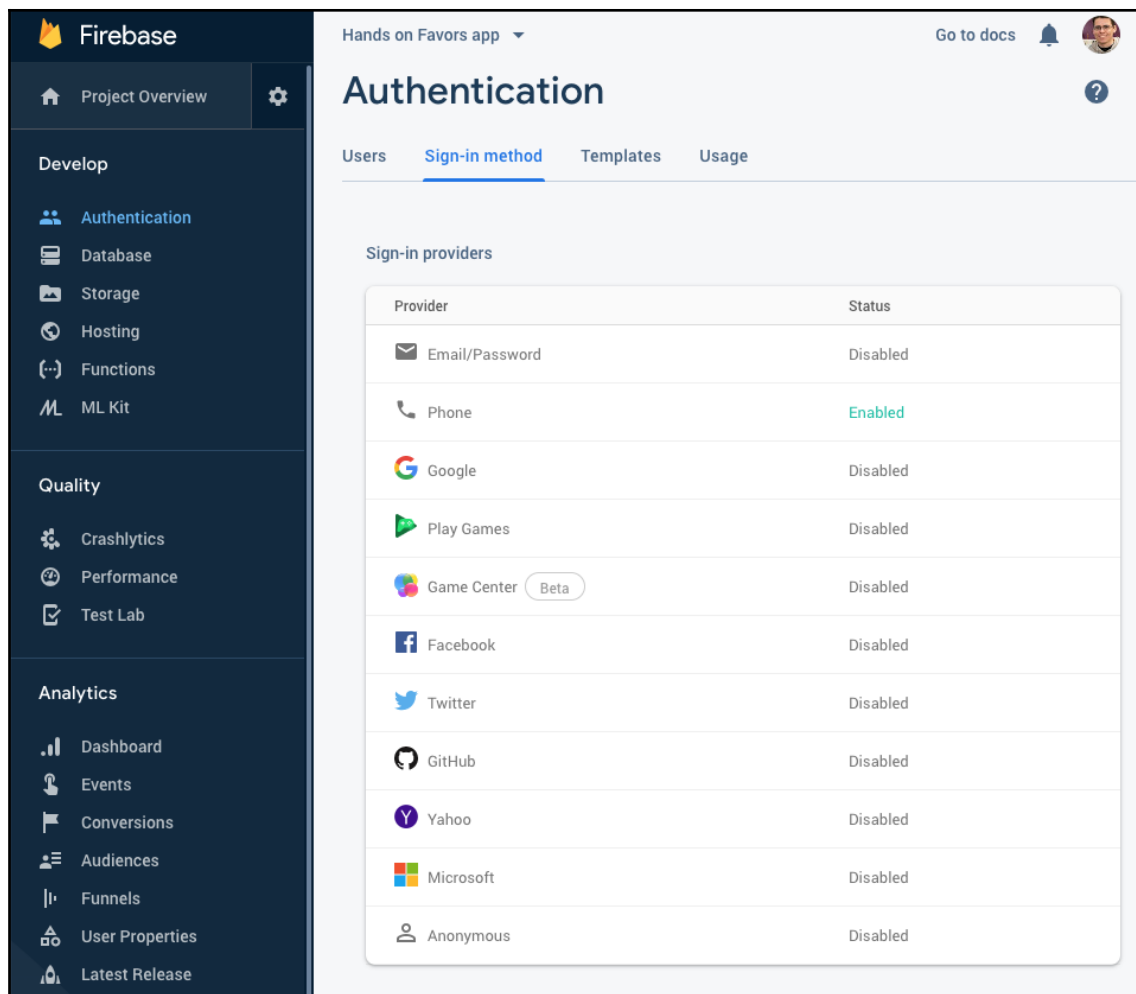 Firebase
Project Overview
Develop
Authentication
Database
Storage
Hosting
Functions
ML Kit
Quality
Crashlytics
Performance
Test Lab
Analytics
Dashboard
Events
Conversions
Audiences
Funnels
User Properties
Latest Release
Hands on Favors app Go to docs
Authentication ?
Users Sign-in method Templates Usage
Sign-in providers
Provider Status
Email/Password Disabled
Phone Enabled
Google Disabled
Play Games Disabled
Game Center Beta Disabled
Facebook Disabled
Twitter Disabled
GitHub Disabled
Yahoo Disabled
Microsoft Disabled
Anonymous Disabled